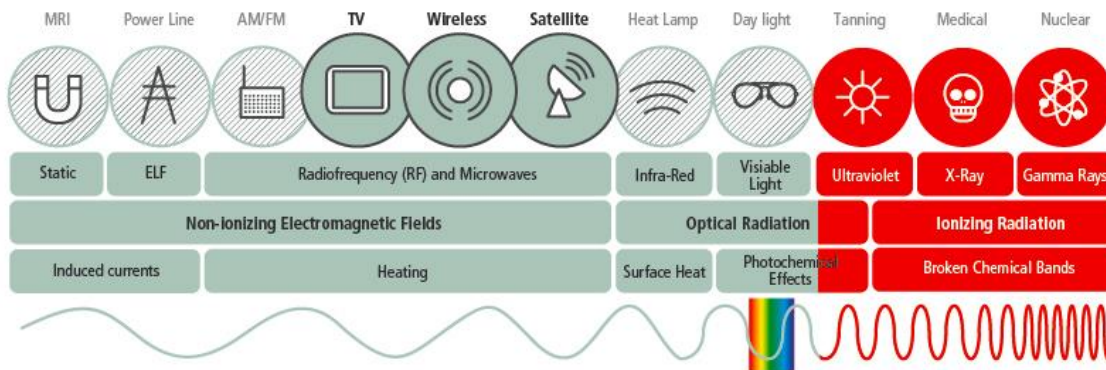 MRI Power Line AM/FM TV Wireless Satellite Heat Lamp Day light Tanning Medical Nuclear
Static ELF Radiofrequency (RF) and Microwaves Infra-Red Visiable Light Ultraviolet X-Ray Gamma Rays
Non-ionizing Electromagnetic Fields Optical Radiation Ionizing Radiation
Induced currents Heating Surface Heat Photochemical Effects Broken Chemical Bands